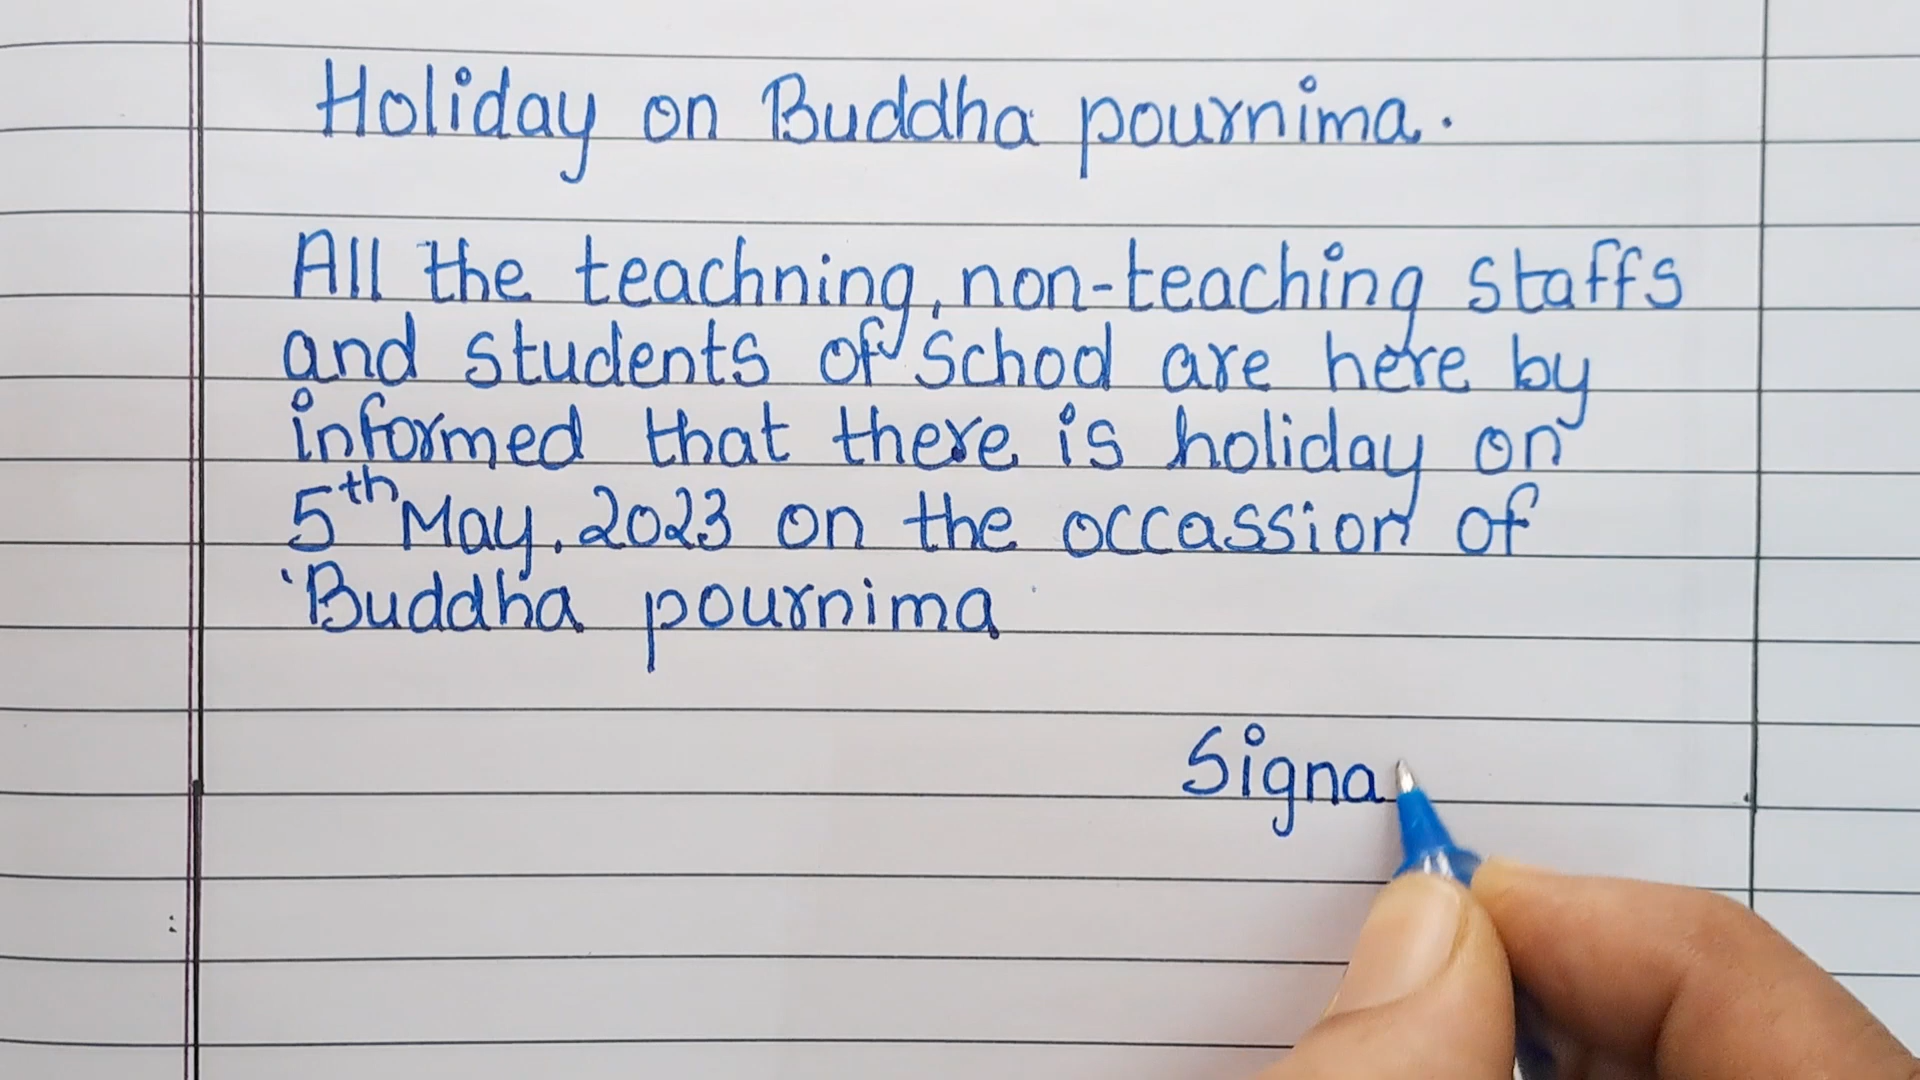 Holiday on Buddha pournima.
All the teachning, non-teaching staffs
and students of School are here by
informed that there is holiday on
5th May, 2023 on the occassion of
Buddha pournima
Signa